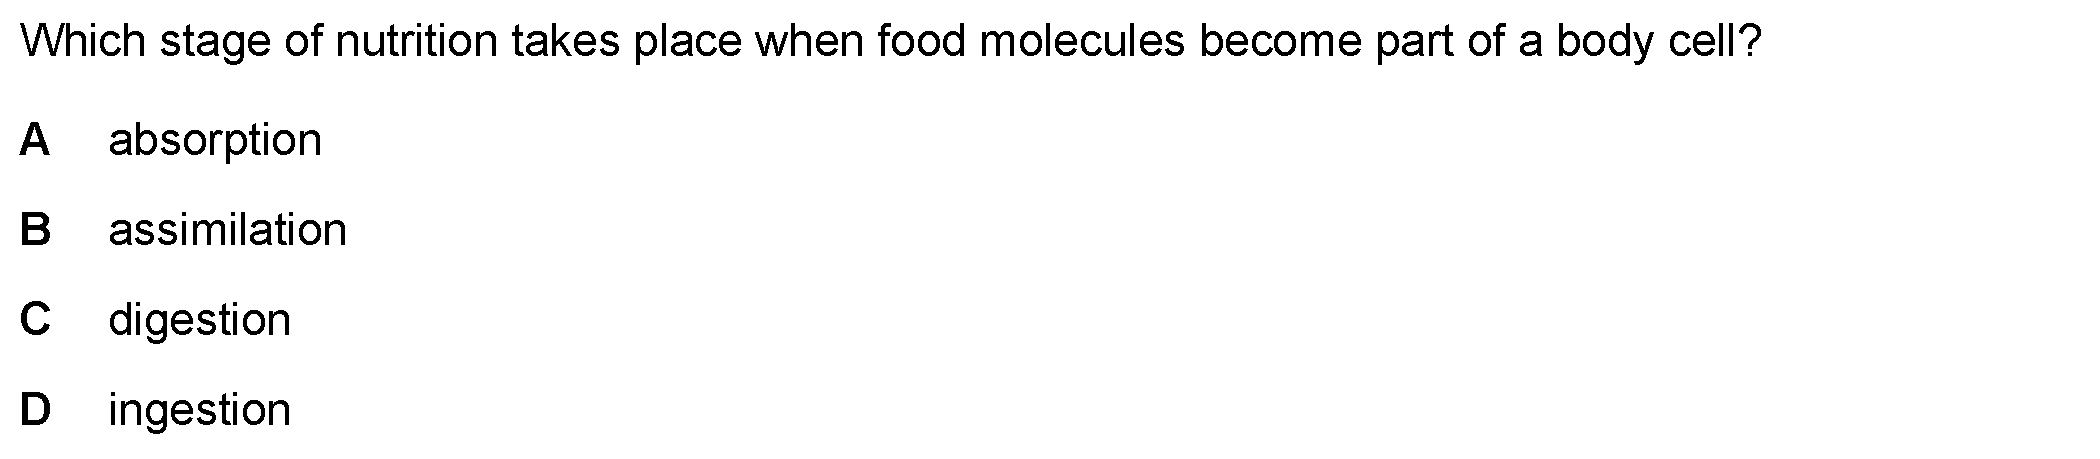 Which stage of nutrition takes place when food molecules become part of a body cell?
A absorption
B assimilation
C digestion
D ingestion